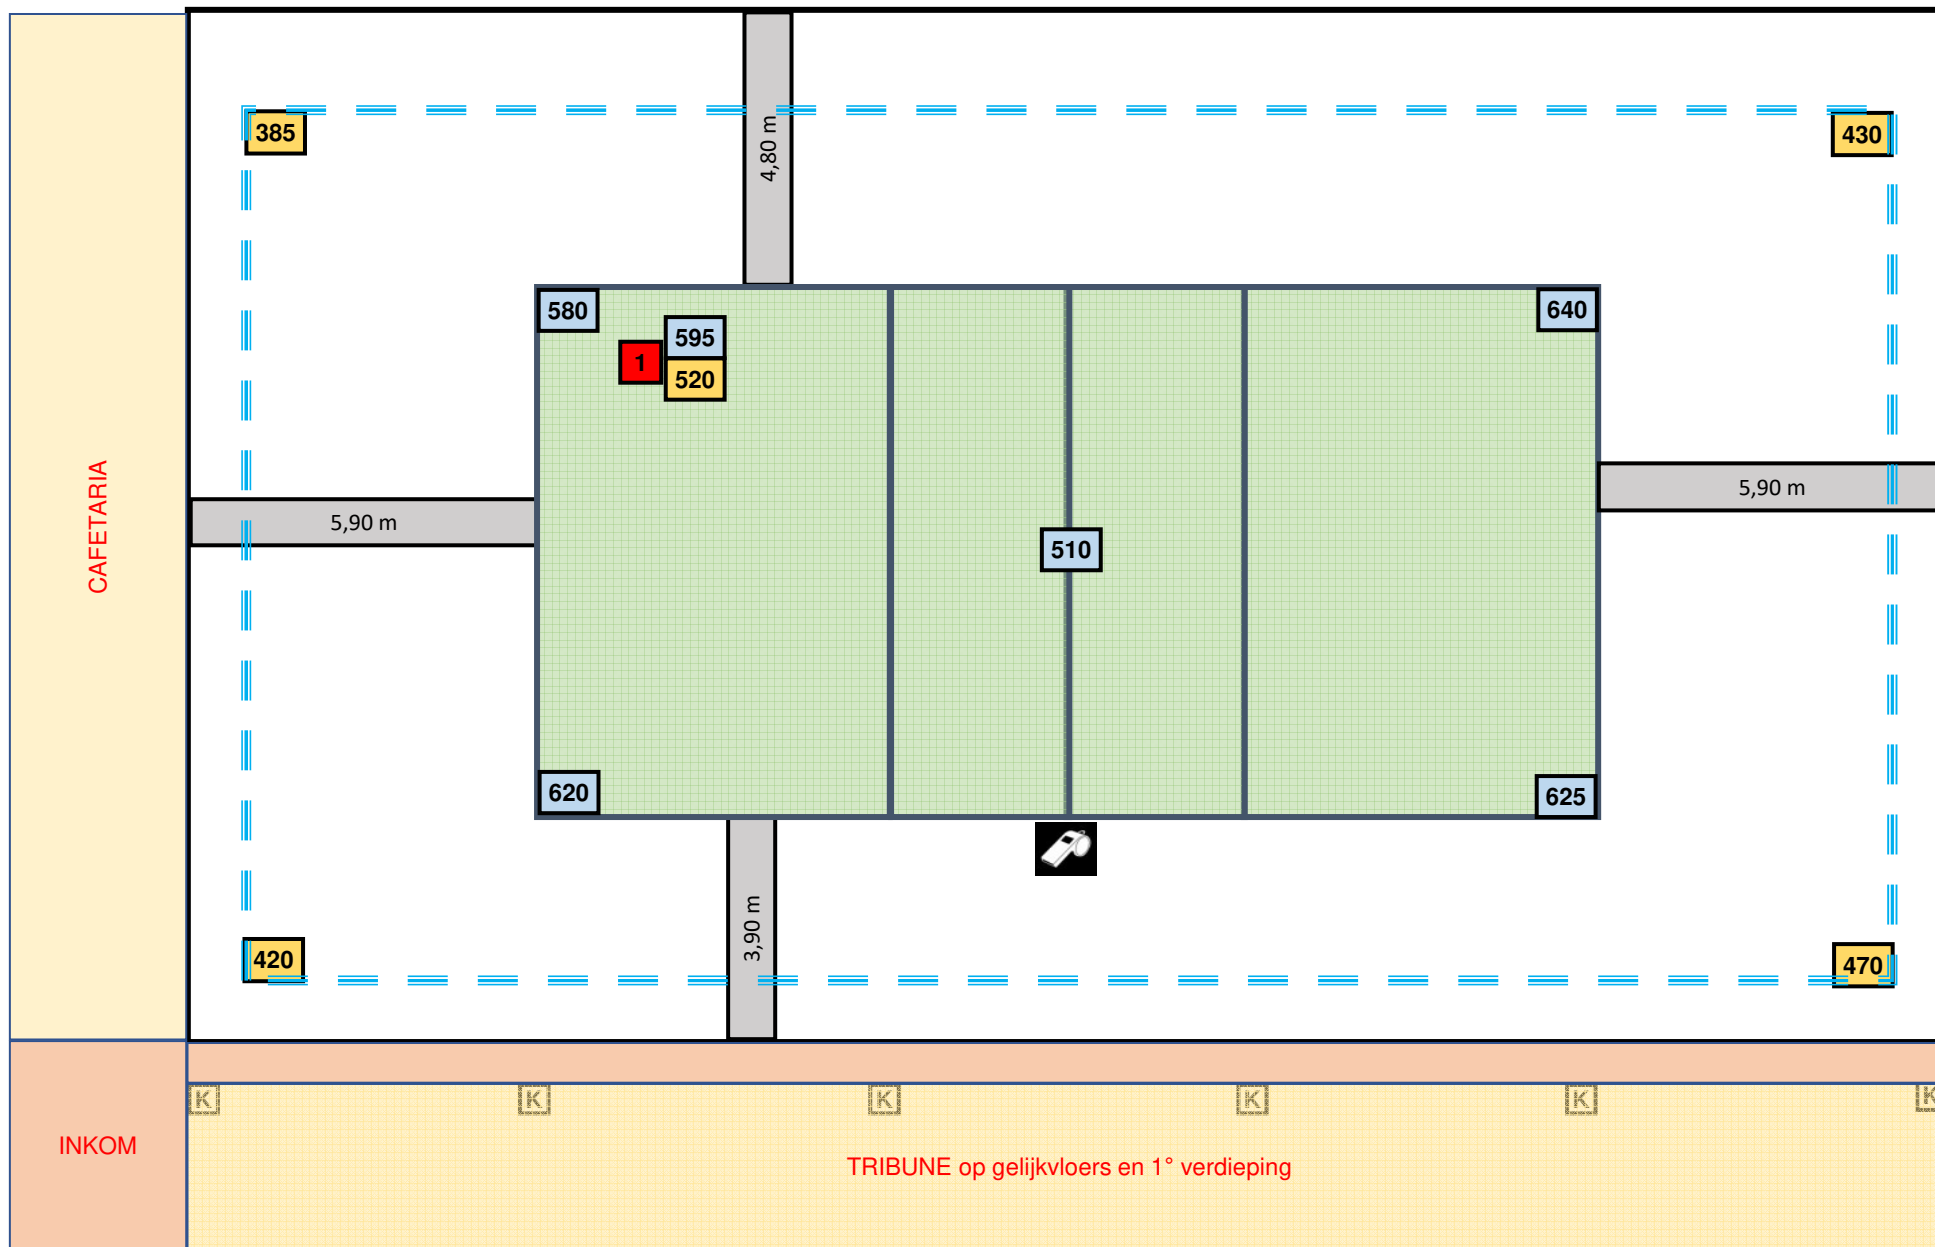 385
4,80 m
430
580
640
595
1
520
CAFETARIA
5,90 m
5,90 m
510
620
625
3,90 m
420
470
K
K
K
K
K
K
INKOM
TRIBUNE op gelijkvloers en 1° verdieping